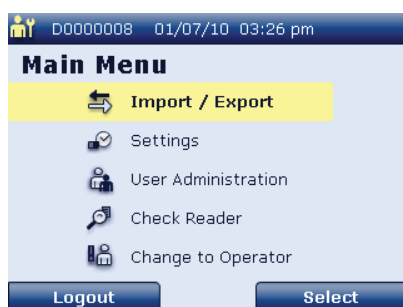 D0000008 01/07/10 03:26 pm
Main Menu
Import / Export
Settings
User Administration
Check Reader
Change to Operator
Logout Select